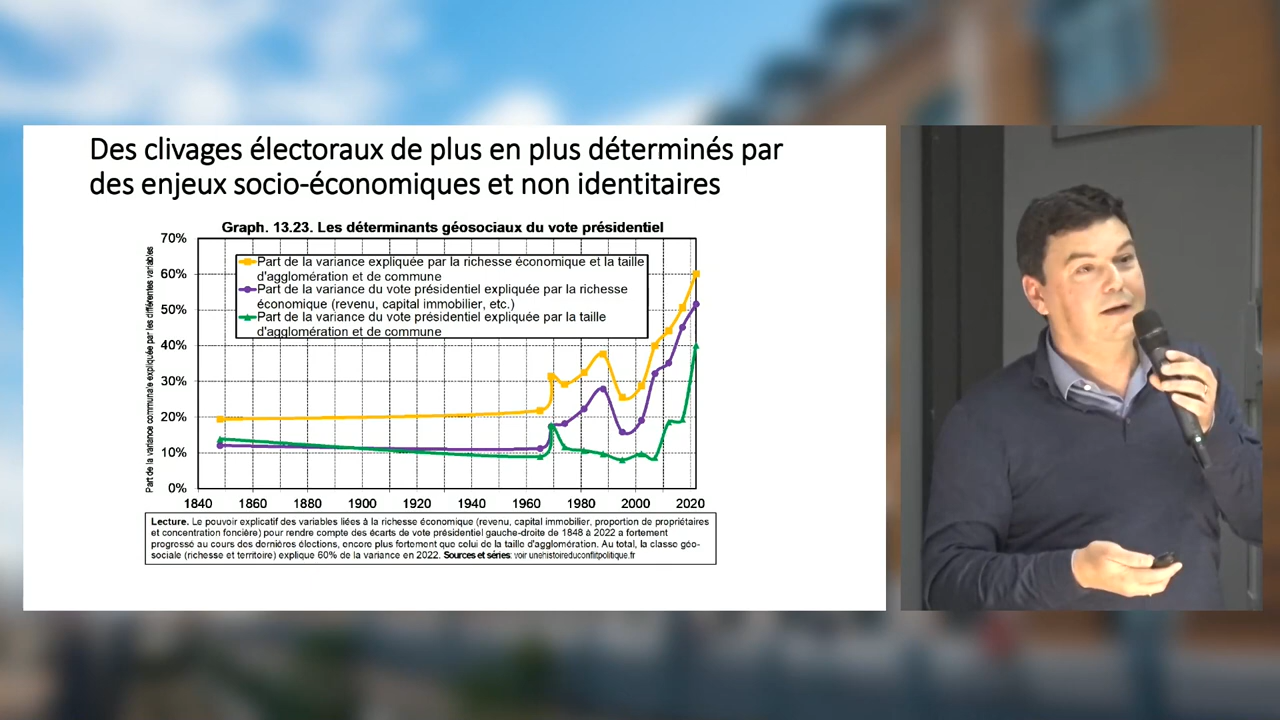 Des clivages électoraux de plus en plus déterminés par
des enjeux socio-économiques et non identitaires
Graph. 13.23. Les déterminants géosociaux du vote présidentiel
Part de la variance communale expliquée par les différentes variables
70%
60%
50%
40%
30%
20%
10%
0%
Part de la variance expliquée par la richesse économique et la taille
d'agglomération et de commune
Part de la variance du vote présidentiel expliquée par la richesse
économique (revenu, capital immobilier, etc.)
Part de la variance du vote présidentiel expliquée par la taille
d'agglomération et de commune
1840 1860 1880 1900 1920 1940 1960 1980 2000 2020
Lecture. Le pouvoir explicatif des variables liées à la richesse économique (revenu, capital immobilier, proportion de propriétaires
et concentration foncière) pour rendre compte des écarts de vote présidentiel gauche-droite de 1848 à 2022 a fortement
progressé au cours des dernières élections, encore plus fortement que celui de la taille d'agglomération. Au total, la classe géo-
sociale (richesse et territoire) explique 60% de la variance en 2022. Sources et séries: voir unehistoireduconflitpolitique.fr